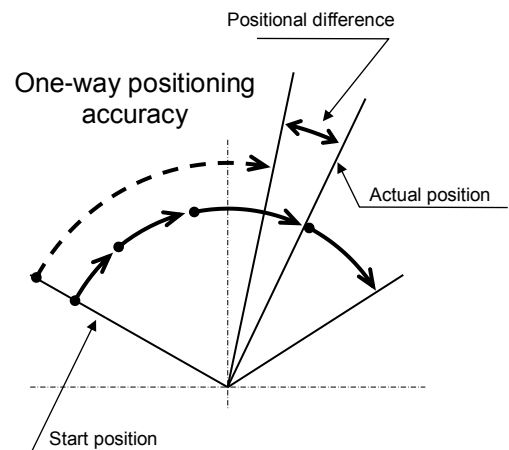 Positional difference
One-way positioning
accuracy
Actual position
Start position